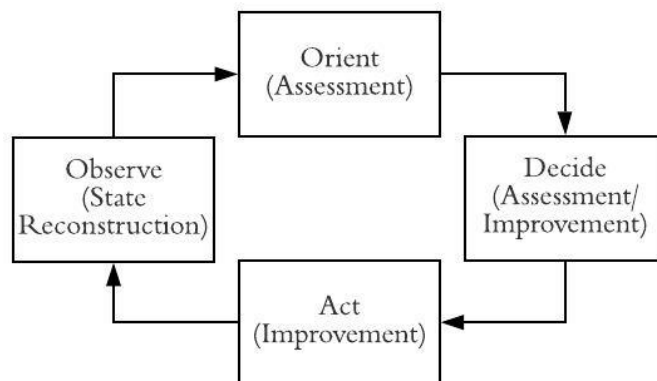 Orient
(Assessment)
Observe
(State
Reconstruction)
Decide
(Assessment/
Improvement)
Act
(Improvement)